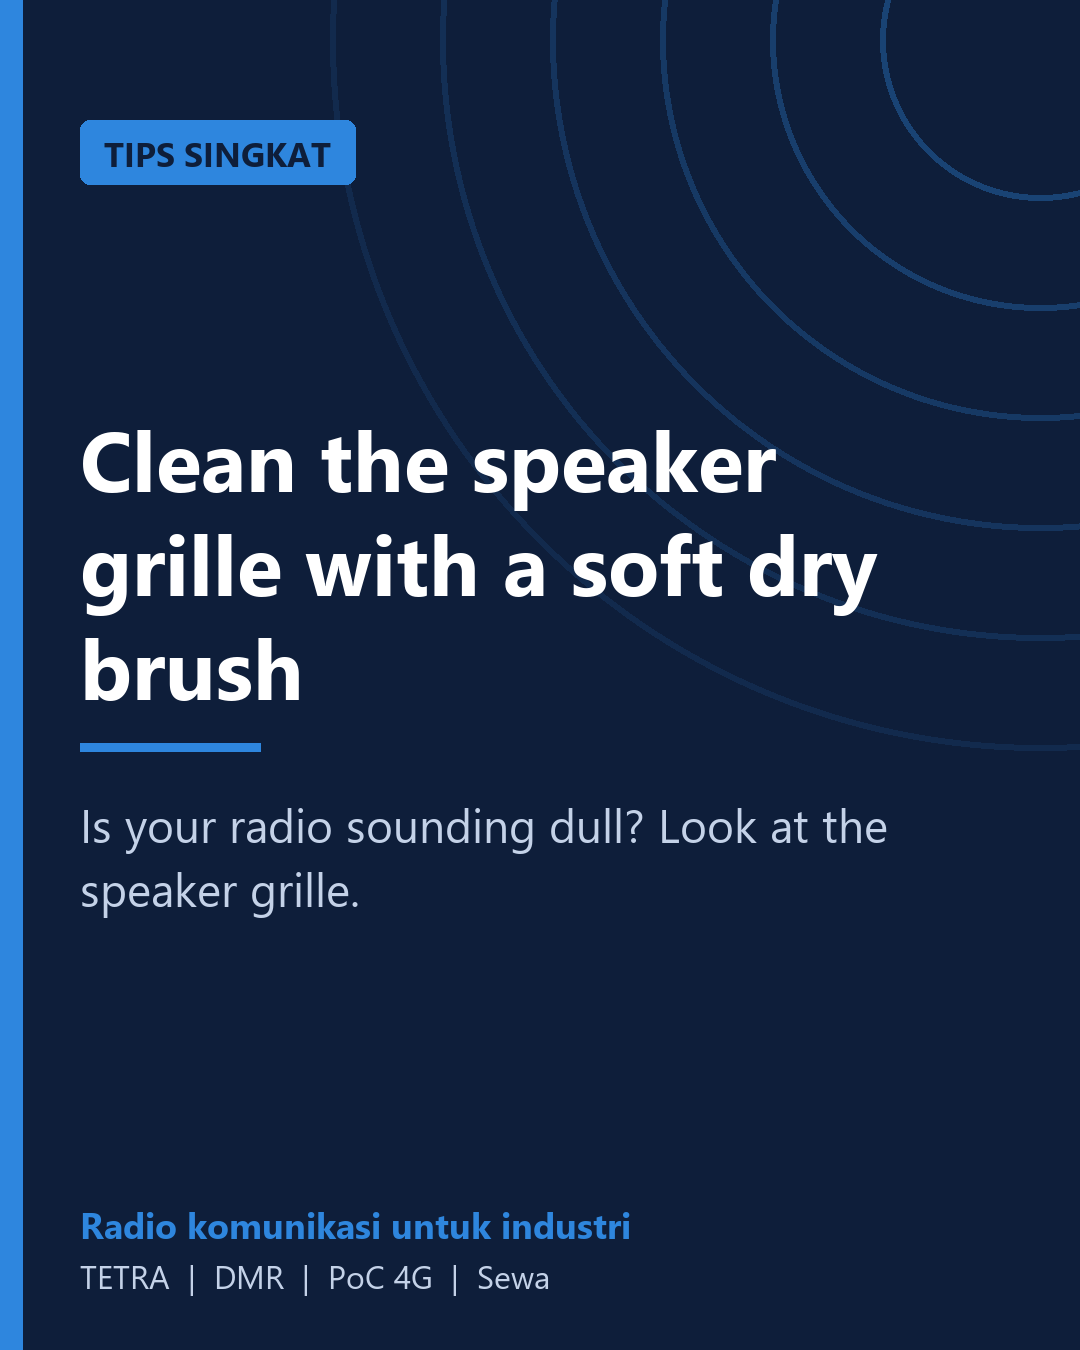 TIPS SINGKAT
Clean the speaker
grille with a soft dry
brush
Is your radio sounding dull? Look at the
speaker grille.
Radio komunikasi untuk industri
TETRA | DMR | PoC 4G | Sewa